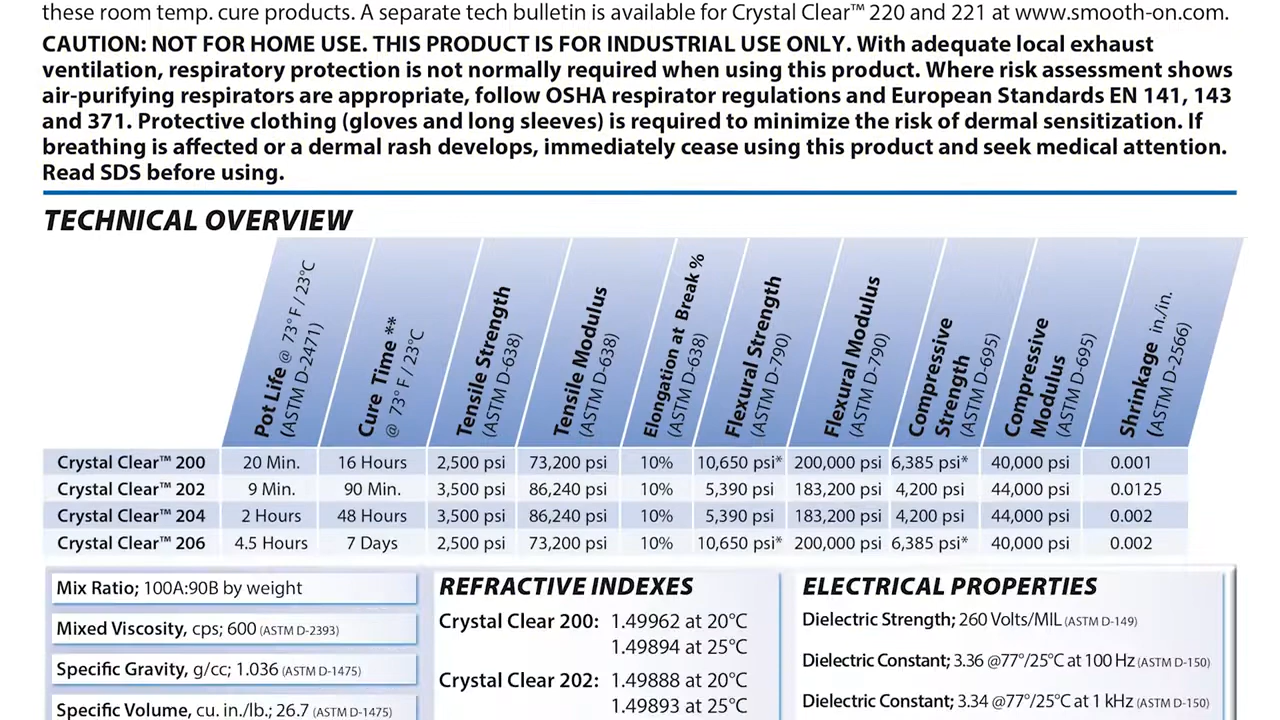 these room temp. cure products. A separate tech bulletin is available for Crystal Clear™ 220 and 221 at www.smooth-on.com.
CAUTION: NOT FOR HOME USE. THIS PRODUCT IS FOR INDUSTRIAL USE ONLY. With adequate local exhaust
ventilation, respiratory protection is not normally required when using this product. Where risk assessment shows
air-purifying respirators are appropriate, follow OSHA respirator regulations and European Standards EN 141, 143
and 371. Protective clothing (gloves and long sleeves) is required to minimize the risk of dermal sensitization. If
breathing is affected or a dermal rash develops, immediately cease using this product and seek medical attention.
Read SDS before using.
TECHNICAL OVERVIEW
Pot Life @ 73°F / 23°C
(ASTM D-2471)
Cure Time **
@ 73°F / 23°C
Tensile Strength
(ASTM D-638)
Tensile Modulus
(ASTM D-638)
Elongation at Break %
(ASTM D-638)
Flexural Strength
(ASTM D-790)
Flexural Modulus
(ASTM D-790)
Compressive
Strength (ASTM D-695)
Compressive
Modulus (ASTM D-695)
Shrinkage in./in.
(ASTM D-2566)
Crystal Clear™ 200 20 Min. 16 Hours 2,500 psi 73,200 psi 10% 10,650 psi* 200,000 psi 6,385 psi* 40,000 psi 0.001
Crystal Clear™ 202 9 Min. 90 Min. 3,500 psi 86,240 psi 10% 5,390 psi 183,200 psi 4,200 psi 44,000 psi 0.0125
Crystal Clear™ 204 2 Hours 48 Hours 3,500 psi 86,240 psi 10% 5,390 psi 183,200 psi 4,200 psi 44,000 psi 0.002
Crystal Clear™ 206 4.5 Hours 7 Days 2,500 psi 73,200 psi 10% 10,650 psi* 200,000 psi 6,385 psi* 40,000 psi 0.002
Mix Ratio; 100A:90B by weight
Mixed Viscosity, cps; 600 (ASTM D-2393)
Specific Gravity, g/cc; 1.036 (ASTM D-1475)
Specific Volume, cu. in./lb.; 26.7 (ASTM D-1475)
REFRACTIVE INDEXES
Crystal Clear 200: 1.49962 at 20°C
1.49894 at 25°C
Crystal Clear 202: 1.49888 at 20°C
1.49893 at 25°C
ELECTRICAL PROPERTIES
Dielectric Strength; 260 Volts/MIL (ASTM D-149)
Dielectric Constant; 3.36 @77°/25°C at 100 Hz (ASTM D-150)
Dielectric Constant; 3.34 @77°/25°C at 1 kHz (ASTM D-150)